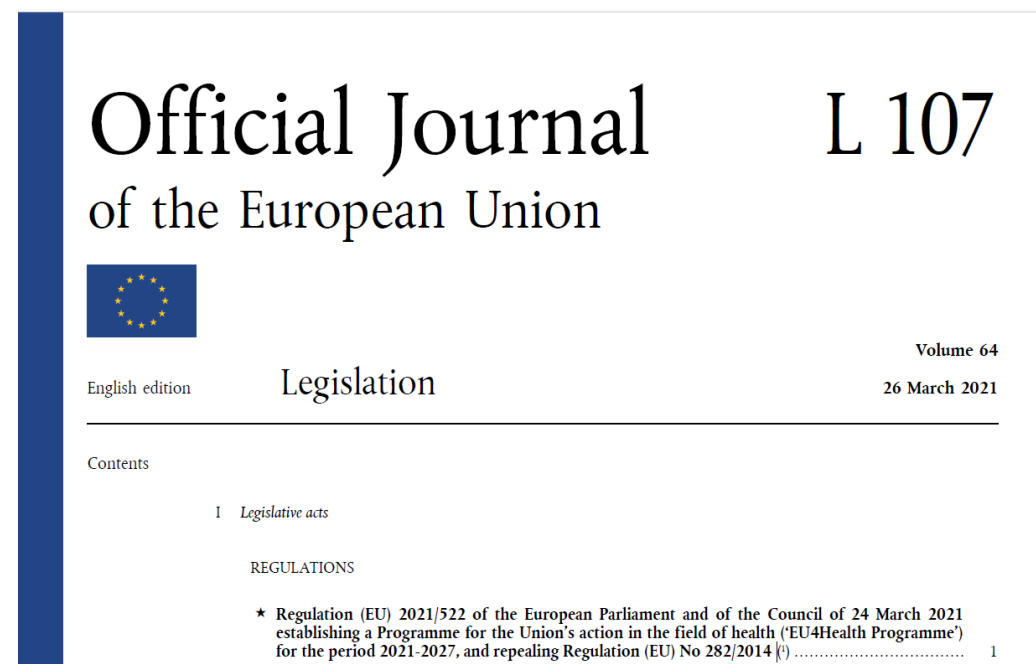 Official Journal L 107
of the European Union
Volume 64
English edition Legislation 26 March 2021
Contents
I Legislative acts
REGULATIONS
★ Regulation (EU) 2021/522 of the European Parliament and of the Council of 24 March 2021
establishing a Programme for the Union’s action in the field of health (‘EU4Health Programme’)
for the period 2021-2027, and repealing Regulation (EU) No 282/2014 (¹) ................................. 1